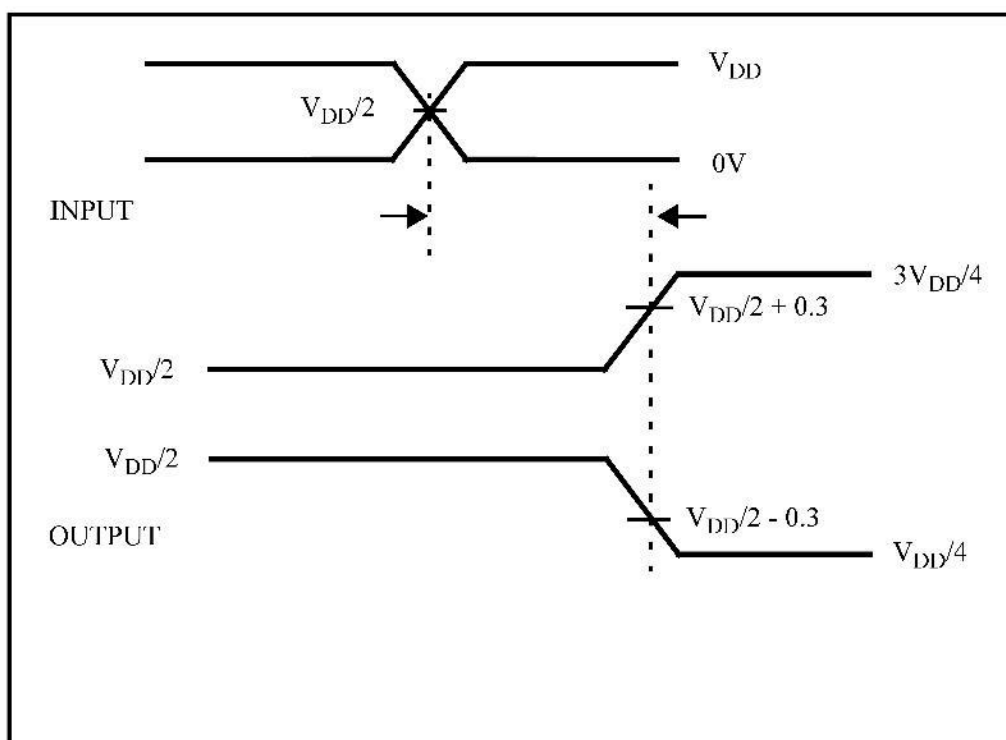 V_DD
V_DD/2
0V
INPUT
3V_DD/4
V_DD/2 + 0.3
V_DD/2
V_DD/2
V_DD/2 - 0.3
OUTPUT
V_DD/4